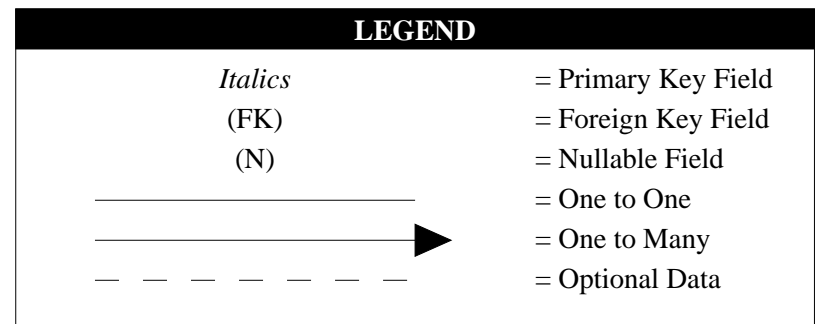 LEGEND
Italics = Primary Key Field
(FK) = Foreign Key Field
(N) = Nullable Field
= One to One
= One to Many
= Optional Data